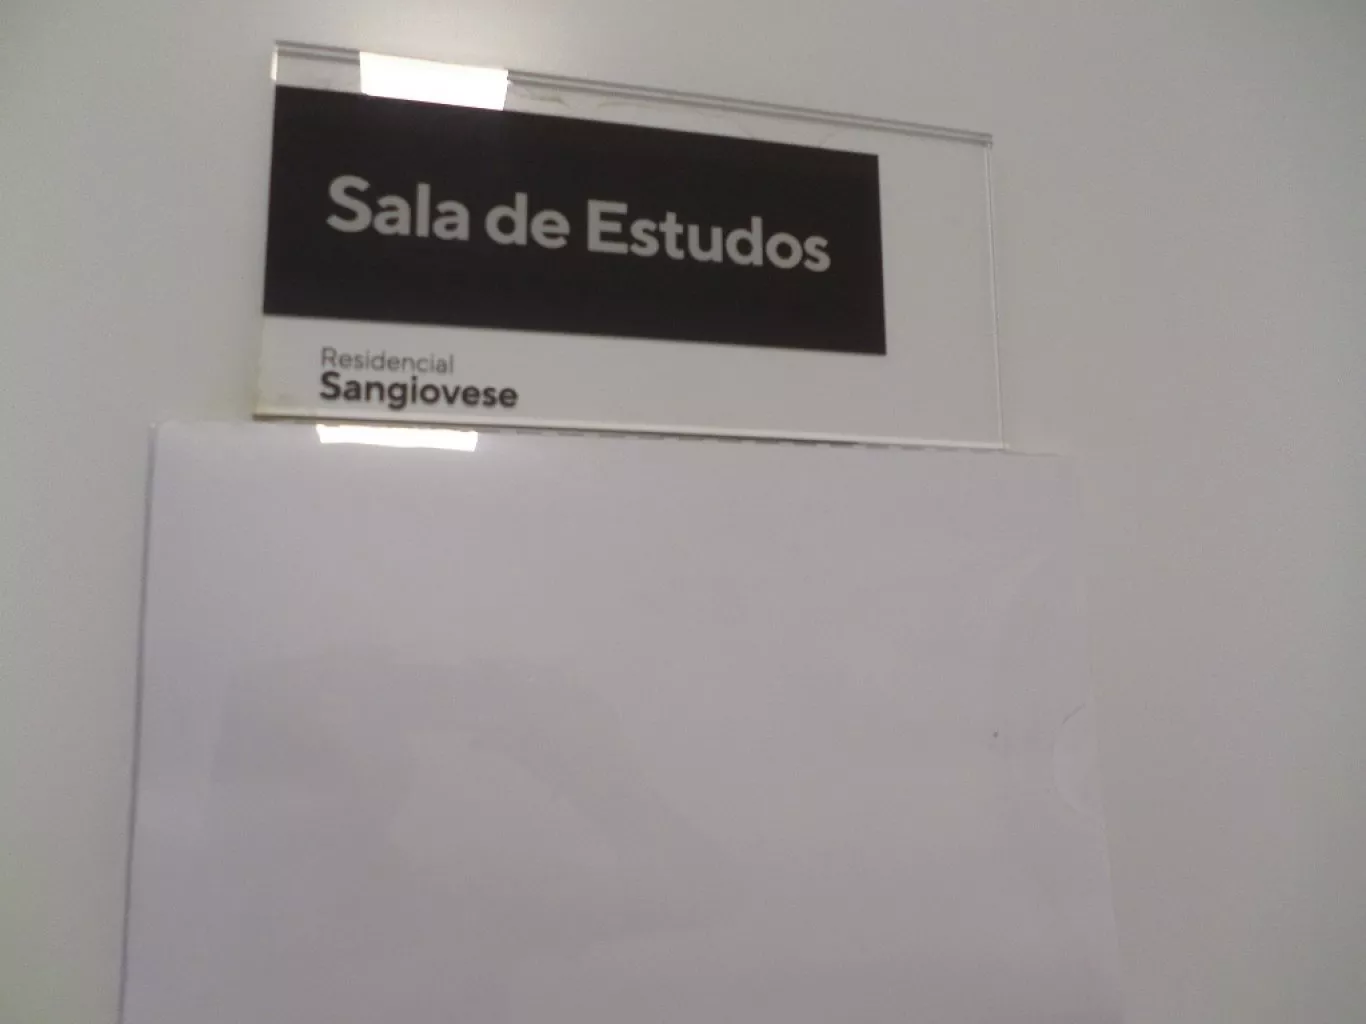 Sala de Estudos
Residencial
Sangiovese